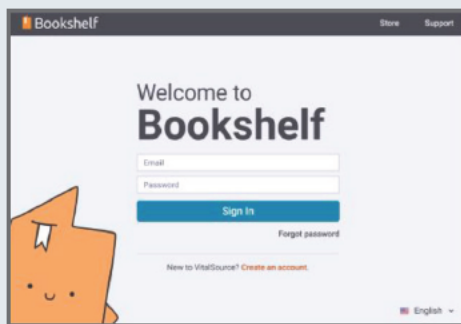 Bookshelf
Store Support
Welcome to
Bookshelf
Email
Password
Sign In
Forgot password
New to VitalSource? Create an account.
English